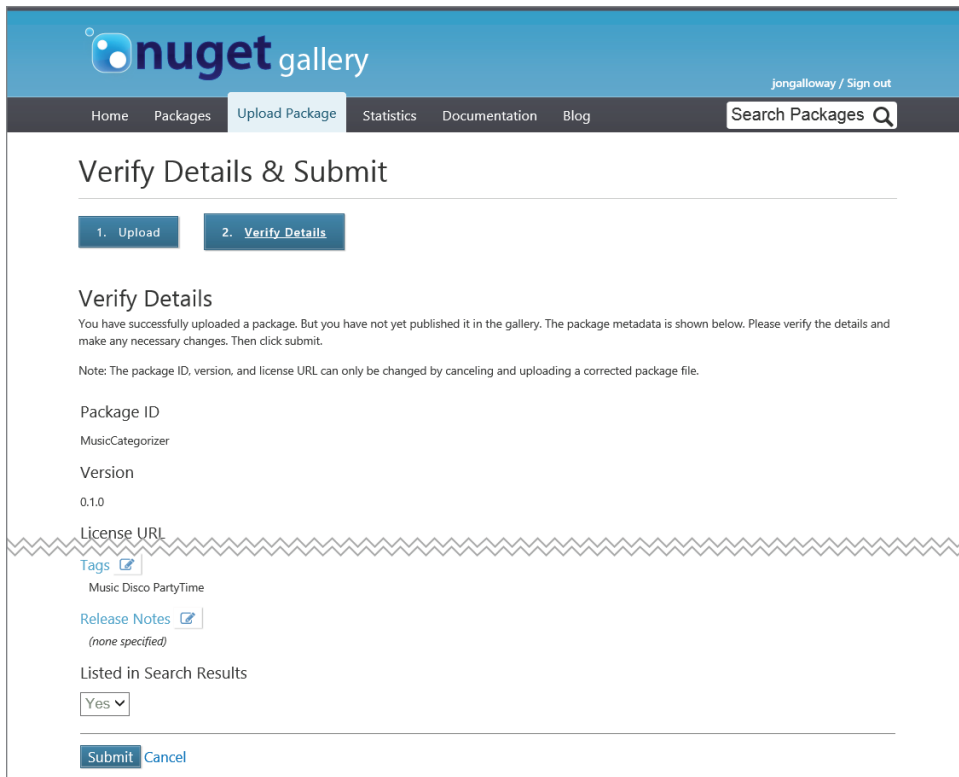 nuget gallery
jongalloway / Sign out
Home Packages Upload Package Statistics Documentation Blog Search Packages
Verify Details & Submit
1. Upload 2. Verify Details
Verify Details
You have successfully uploaded a package. But you have not yet published it in the gallery. The package metadata is shown below. Please verify the details and
make any necessary changes. Then click submit.
Note: The package ID, version, and license URL can only be changed by canceling and uploading a corrected package file.
Package ID
MusicCategorizer
Version
0.1.0
License URL
Tags
Music Disco PartyTime
Release Notes
(none specified)
Listed in Search Results
Yes
Submit Cancel